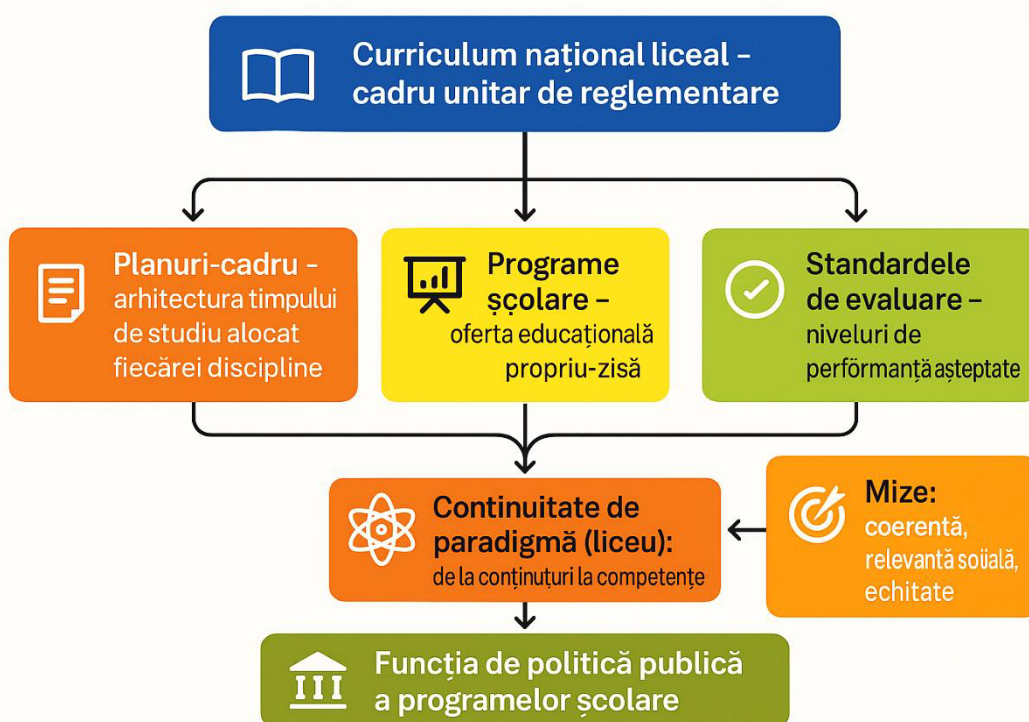 Curriculum național liceal –
cadru unitar de reglementare
Planuri-cadru –
arhitectura timpului
de studiu alocat
fiecărei discipline
Programe
școlare –
oferta educațională
propriu-zisă
Standardele
de evaluare –
niveluri de
perförmanță așteptate
Continuitate de
paradigmă (liceu):
de la conținuturi la competențe
Mize:
coerentă,
relevantă soüală,
echitate
Funcția de politică publică
a programelor școlare